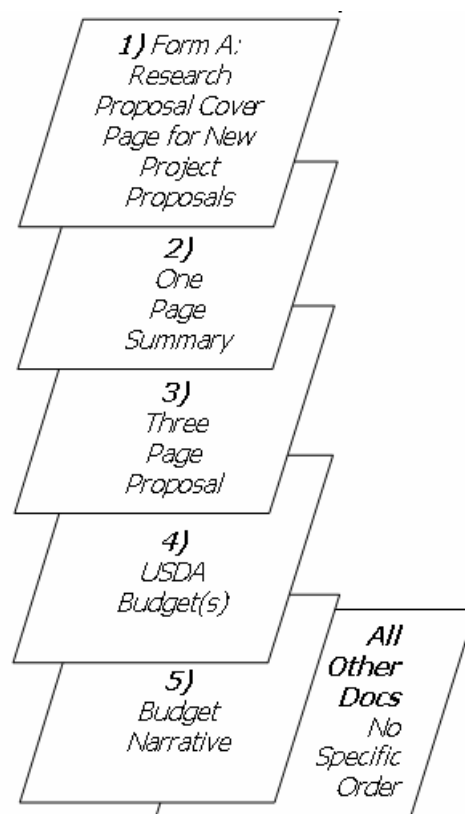 1) Form A:
Research
Proposal Cover
Page for New
Project
Proposals
2)
One
Page
Summary
3)
Three
Page
Proposal
4)
USDA
Budget(s)
5)
Budget
Narrative
All
Other
Docs
No
Specific
Order